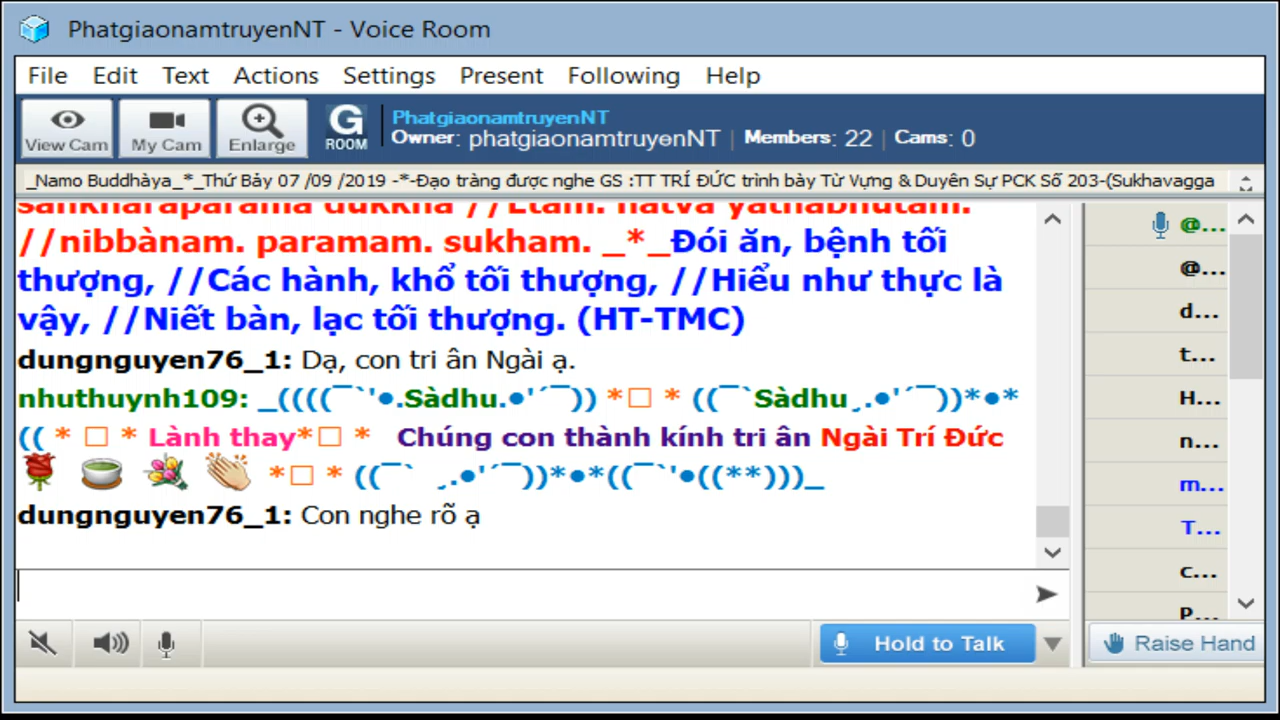 PhatgiaonamtruyenNT - Voice Room
File Edit Text Actions Settings Present Following Help
View Cam My Cam Enlarge G ROOM
PhatgiaonamtruyenNT
Owner: phatgiaonamtruyenNT | Members: 22 | Cams: 0
_Namo Buddhàya_*_Thứ Bảy 07 /09 /2019 -*-Đạo tràng được nghe GS :TT TRÍ ĐỨC trình bày Từ Vựng & Duyên Sự PCK Số 203-(Sukhavagga
sankhàraparamà dukkhà //Etam. natvà yathàbhùtam.
//nibbànam. paramam. sukham. _*_Đói ăn, bệnh tối
thượng, //Các hành, khổ tối thượng, //Hiểu như thực là
vậy, //Niết bàn, lạc tối thượng. (HT-TMC)
dungnguyen76_1: Dạ, con tri ân Ngài ạ.
nhuthuynh109: _((((¯`'●.Sàdhu.●'´¯)) *□ * ((¯`Sàdhu¸.●'´¯))*●*
(( * □ * Lành thay*□ * Chúng con thành kính tri ân Ngài Trí Đức
*□ * ((¯` ¸.●'´¯))*●*((¯`'●((**)))_
dungnguyen76_1: Con nghe rõ ạ
@...
@...
d...
t...
H...
n...
m...
T...
c...
P...
Hold to Talk
Raise Hand